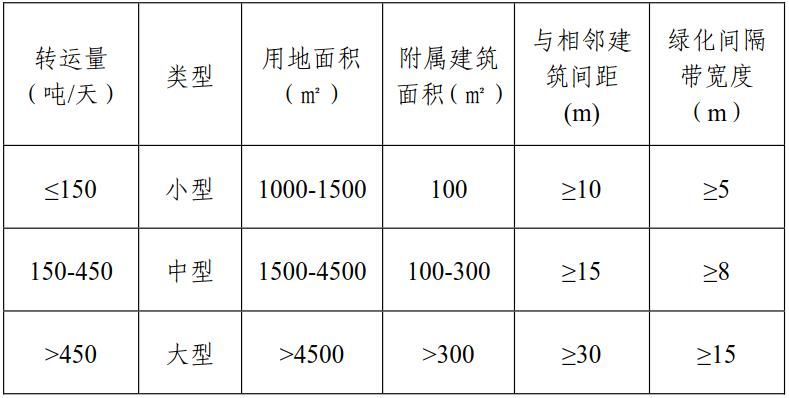 转运量
（吨/天）
类型
用地面积
（㎡）
附属建筑
面积（㎡）
与相邻建
筑间距
(m)
绿化间隔
带宽度
（m）
≤150
小型
1000-1500
100
≥10
≥5
150-450
中型
1500-4500
100-300
≥15
≥8
>450
大型
>4500
>300
≥30
≥15